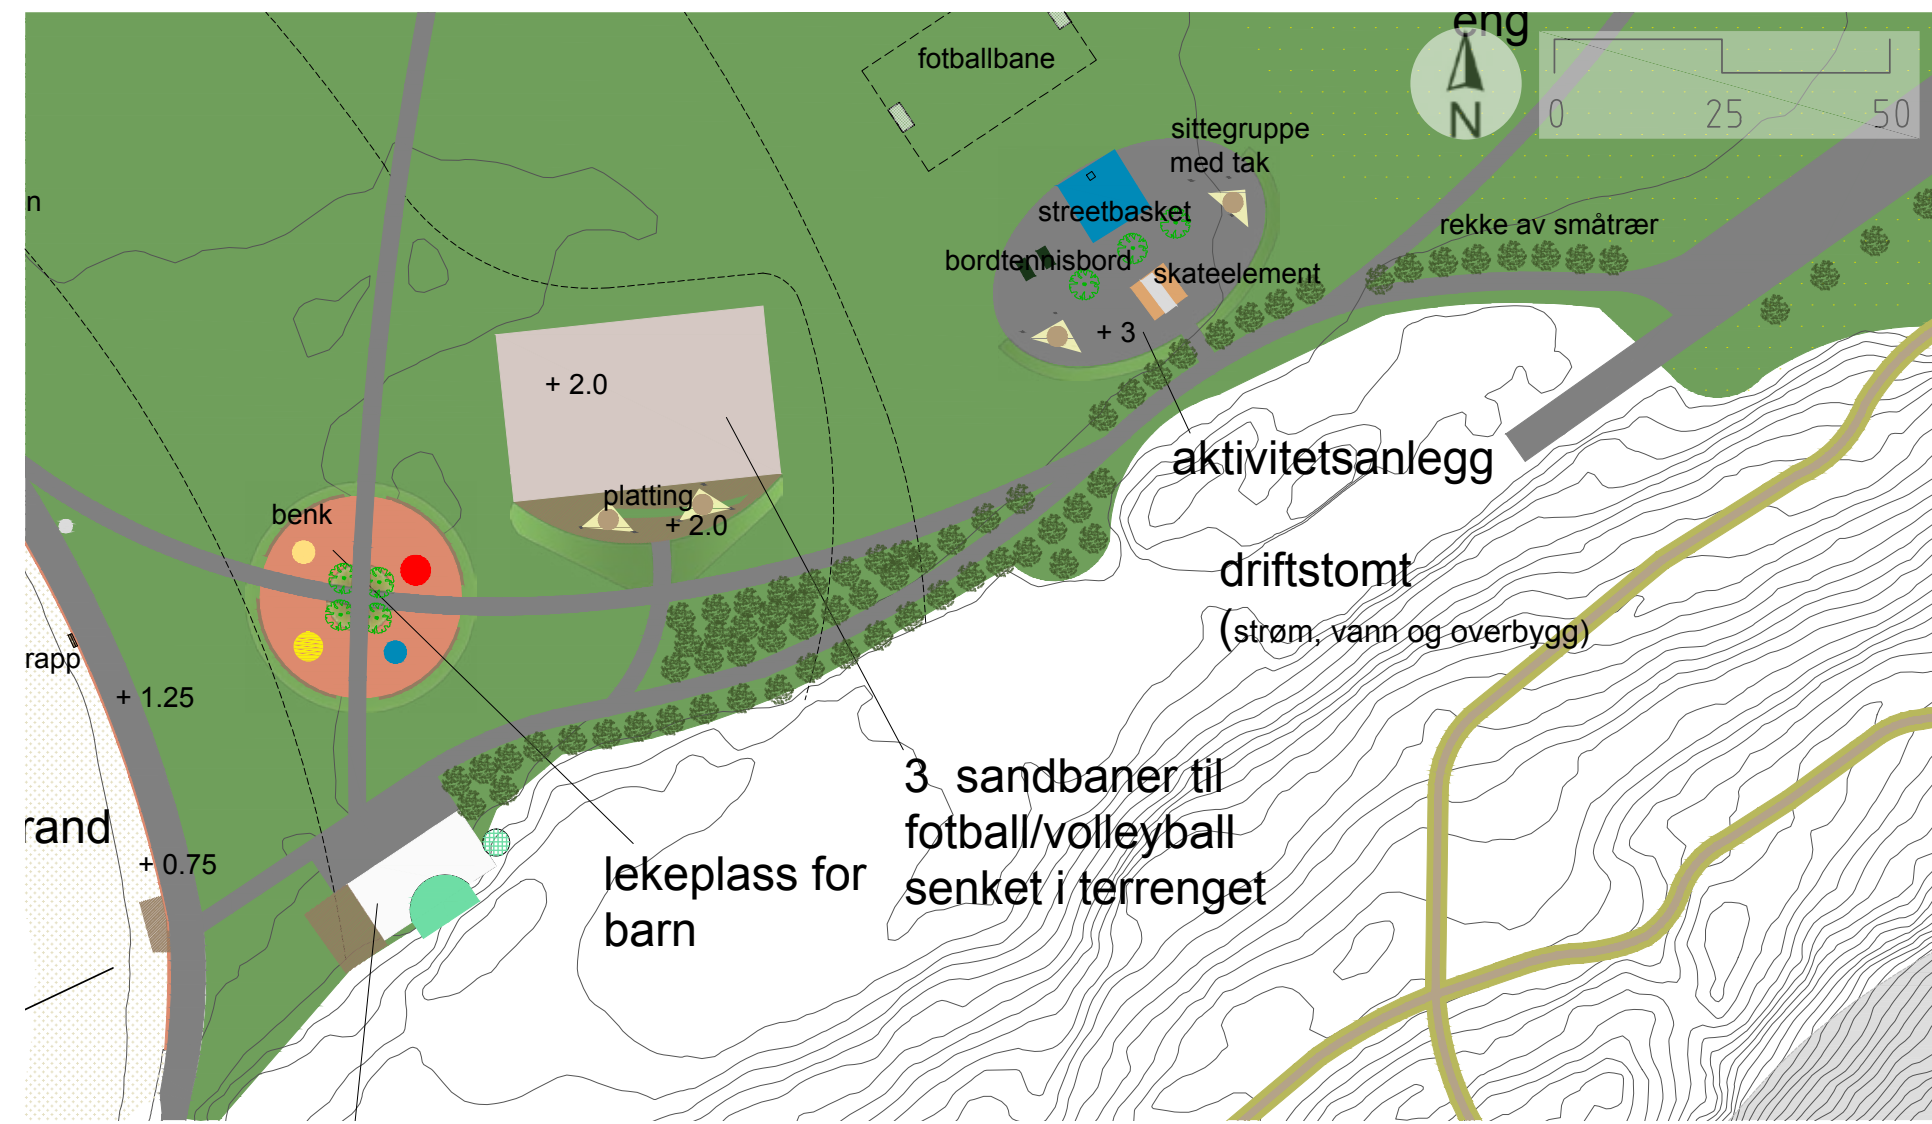 eng
fotballbane
N
0 25 50
sittegruppe
med tak
n
streetbasket
rekke av småtrær
bordtennisbord
skateelement
+ 3
+ 2.0
aktivitetsanlegg
platting
+ 2.0
benk
driftstomt
(strøm, vann og overbygg)
rapp
+ 1.25
3 sandbaner til
fotball/volleyball
senket i terrenget
rand
+ 0.75
lekeplass for
barn